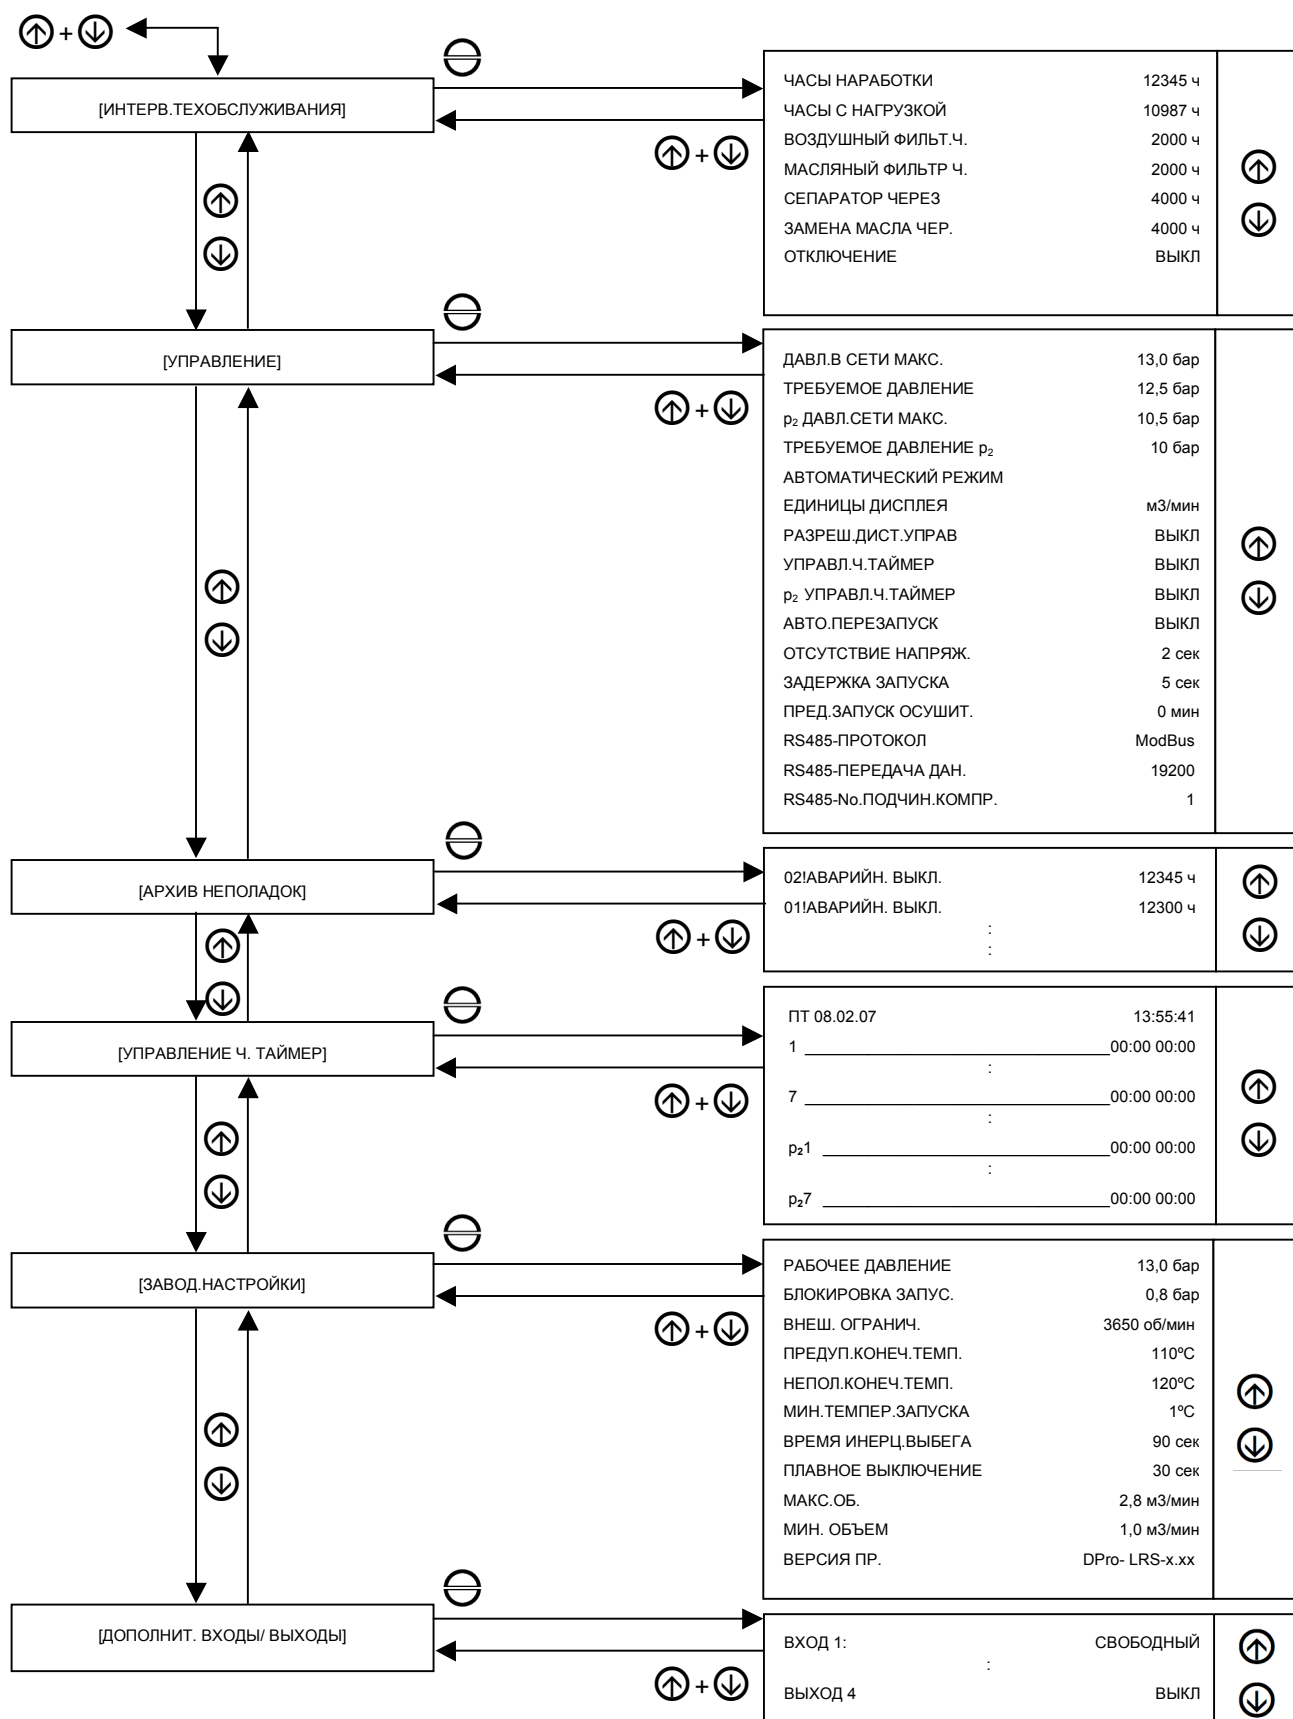 +
[ИНТЕРВ.ТЕХОБСЛУЖИВАНИЯ]
ЧАСЫ НАРАБОТКИ 12345 ч
ЧАСЫ С НАГРУЗКОЙ 10987 ч
ВОЗДУШНЫЙ ФИЛЬТ.Ч. 2000 ч
МАСЛЯНЫЙ ФИЛЬТР Ч. 2000 ч
СЕПАРАТОР ЧЕРЕЗ 4000 ч
ЗАМЕНА МАСЛА ЧЕР. 4000 ч
ОТКЛЮЧЕНИЕ ВЫКЛ
+
[УПРАВЛЕНИЕ]
ДАВЛ.В СЕТИ МАКС. 13,0 бар
ТРЕБУЕМОЕ ДАВЛЕНИЕ 12,5 бар
p₂ ДАВЛ.СЕТИ МАКС. 10,5 бар
ТРЕБУЕМОЕ ДАВЛЕНИЕ p₂ 10 бар
АВТОМАТИЧЕСКИЙ РЕЖИМ
ЕДИНИЦЫ ДИСПЛЕЯ м3/мин
РАЗРЕШ.ДИСТ.УПРАВ ВЫКЛ
УПРАВЛ.Ч.ТАЙМЕР ВЫКЛ
p₂ УПРАВЛ.Ч.ТАЙМЕР ВЫКЛ
АВТО.ПЕРЕЗАПУСК ВЫКЛ
ОТСУТСТВИЕ НАПРЯЖ. 2 сек
ЗАДЕРЖКА ЗАПУСКА 5 сек
ПРЕД.ЗАПУСК ОСУШИТ. 0 мин
RS485-ПРОТОКОЛ ModBus
RS485-ПЕРЕДАЧА ДАН. 19200
RS485-No.ПОДЧИН.КОМПР. 1
+
[АРХИВ НЕПОЛАДОК]
02!АВАРИЙН. ВЫКЛ. 12345 ч
01!АВАРИЙН. ВЫКЛ. 12300 ч
:
:
+
[УПРАВЛЕНИЕ Ч. ТАЙМЕР]
ПТ 08.02.07 13:55:41
1 ____ 00:00 00:00
:
7 ____ 00:00 00:00
:
p₂1 ____ 00:00 00:00
:
p₂7 ____ 00:00 00:00
+
[ЗАВОД.НАСТРОЙКИ]
РАБОЧЕЕ ДАВЛЕНИЕ 13,0 бар
БЛОКИРОВКА ЗАПУС. 0,8 бар
ВНЕШ. ОГРАНИЧ. 3650 об/мин
ПРЕДУП.КОНЕЧ.ТЕМП. 110ºC
НЕПОЛ.КОНЕЧ.ТЕМП. 120ºC
МИН.ТЕМПЕР.ЗАПУСКА 1ºC
ВРЕМЯ ИНЕРЦ.ВЫБЕГА 90 сек
ПЛАВНОЕ ВЫКЛЮЧЕНИЕ 30 сек
МАКС.ОБ. 2,8 м3/мин
МИН. ОБЪЕМ 1,0 м3/мин
ВЕРСИЯ ПР. DPro- LRS-x.xx
+
[ДОПОЛНИТ. ВХОДЫ/ ВЫХОДЫ]
ВХОД 1: СВОБОДНЫЙ
:
ВЫХОД 4 ВЫКЛ
+